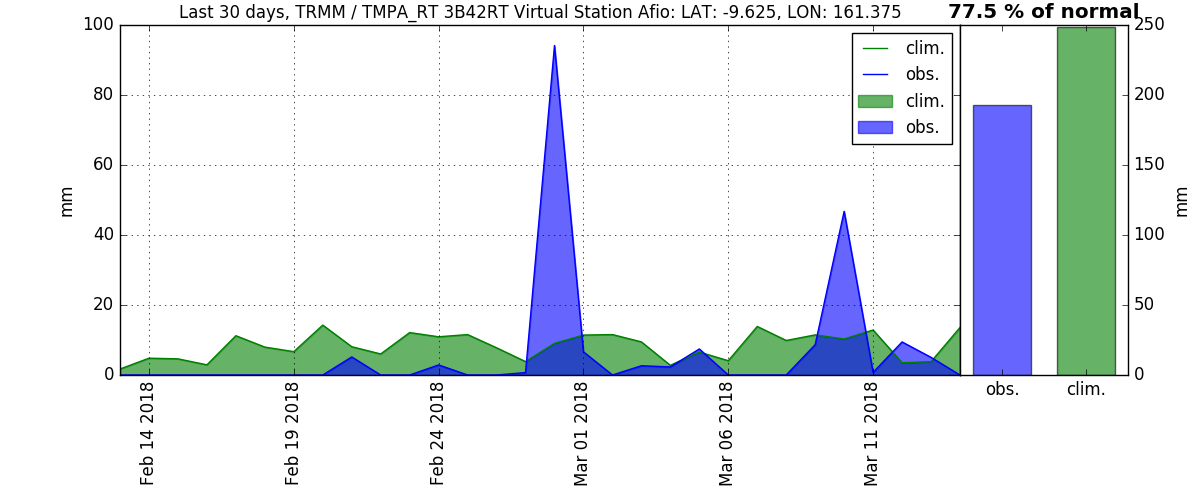 Last 30 days, TRMM / TMPA_RT 3B42RT Virtual Station Afio: LAT: -9.625, LON: 161.375
77.5 % of normal
100
80
60
40
20
0
mm
clim.
obs.
clim.
obs.
250
200
150
100
50
0
mm
obs.
clim.
Feb 14 2018
Feb 19 2018
Feb 24 2018
Mar 01 2018
Mar 06 2018
Mar 11 2018